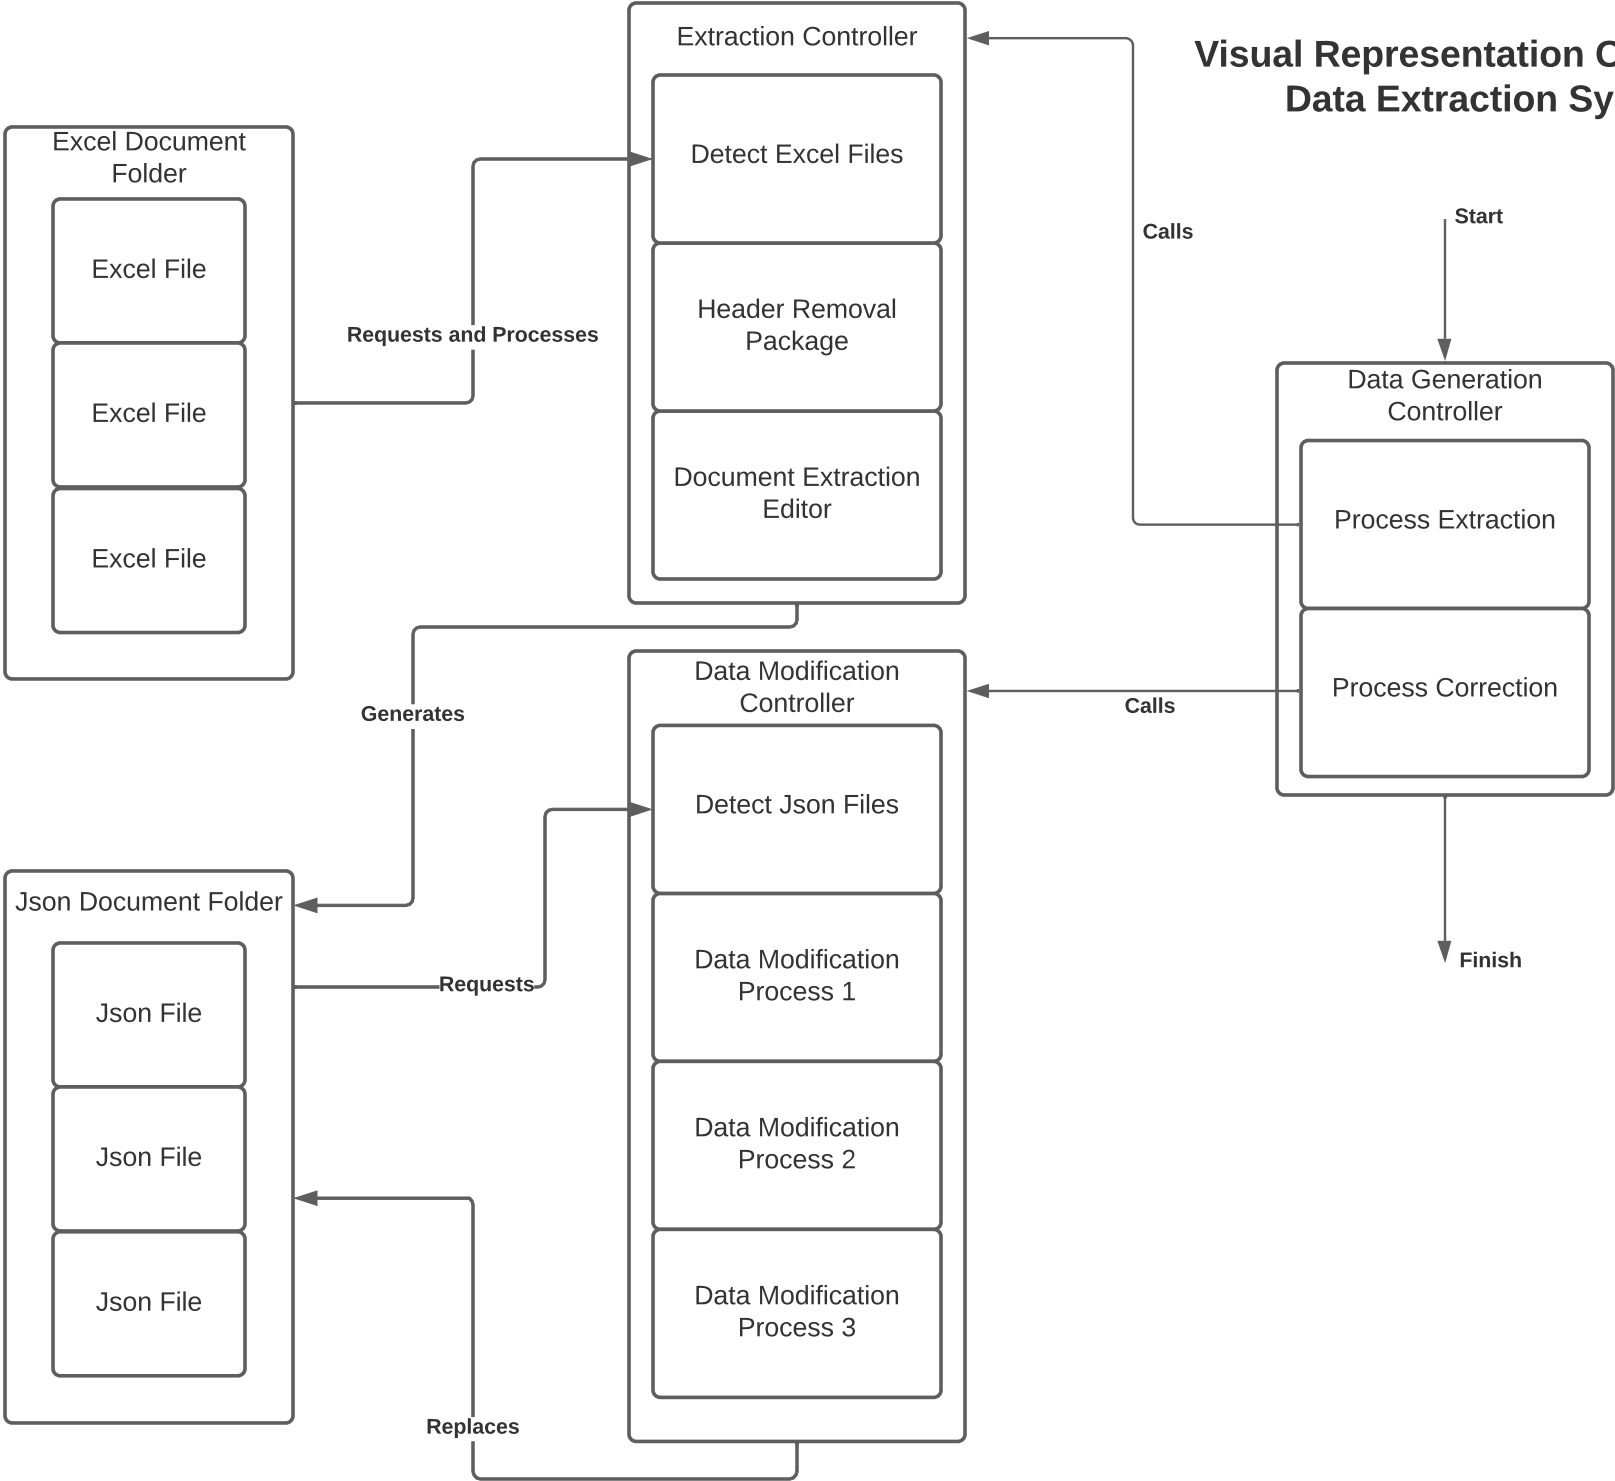 Visual Representation
Data Extraction
Extraction Controller
Detect Excel Files
Header Removal
Package
Document Extraction
Editor
Excel Document
Folder
Excel File
Excel File
Excel File
Requests and Processes
Calls
Start
Data Generation
Controller
Process Extraction
Process Correction
Calls
Finish
Generates
Data Modification
Controller
Detect Json Files
Data Modification
Process 1
Data Modification
Process 2
Data Modification
Process 3
Json Document Folder
Json File
Json File
Json File
Requests
Replaces